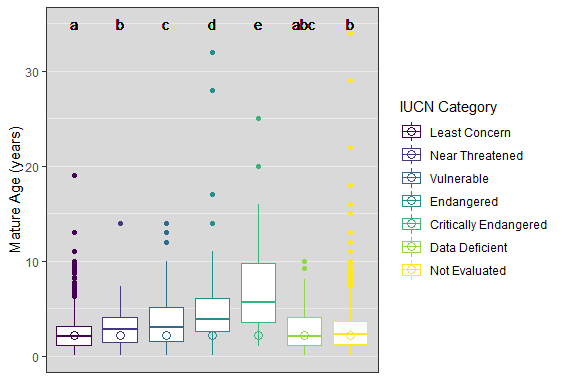 a b c d e abc b
Mature Age (years)
30
20
10
0
IUCN Category
Least Concern
Near Threatened
Vulnerable
Endangered
Critically Endangered
Data Deficient
Not Evaluated